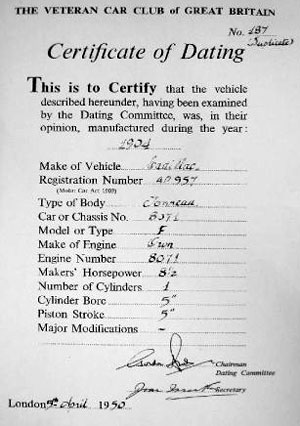 THE VETERAN CAR CLUB of GREAT BRITAIN
No. 187
(Duplicate)
Certificate of Dating
This is to Certify that the vehicle
described hereunder, having been examined
by the Dating Committee, was, in their
opinion, manufactured during the year:
1904
Make of Vehicle Cadillac
Registration Number AP 957
(Motor Car Act 1903)
Type of Body Tonneau
Car or Chassis No. 8071
Model or Type F
Make of Engine Own
Engine Number 8071
Makers' Horsepower 8½
Number of Cylinders 1
Cylinder Bore 5"
Piston Stroke 5"
Major Modifications -
Chairman
Dating Committee
Secretary
London April 1950